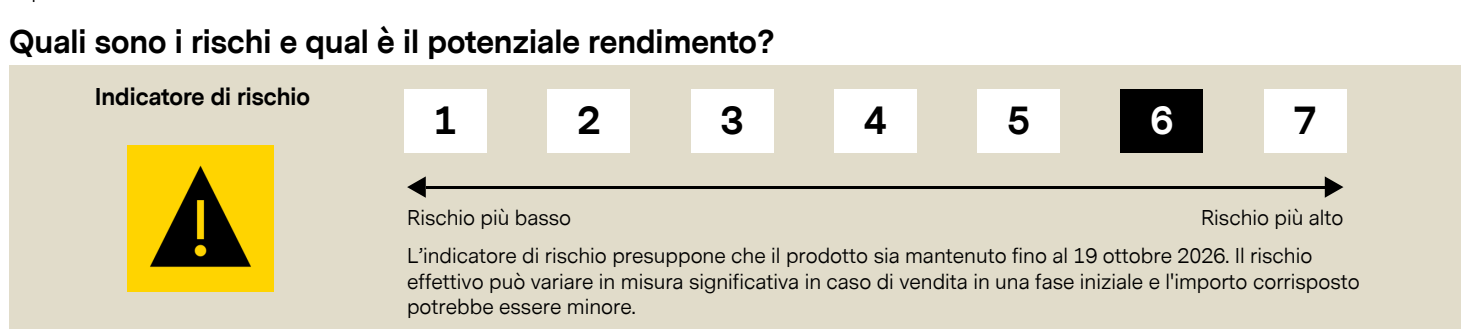 Quali sono i rischi e qual è il potenziale rendimento?
Indicatore di rischio
1 2 3 4 5 6 7
Rischio più basso Rischio più alto
L’indicatore di rischio presuppone che il prodotto sia mantenuto fino al 19 ottobre 2026. Il rischio
effettivo può variare in misura significativa in caso di vendita in una fase iniziale e l'importo corrisposto
potrebbe essere minore.